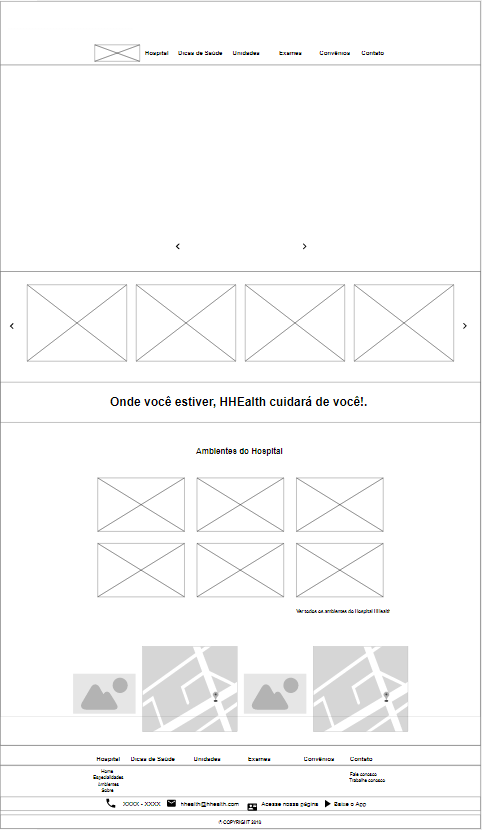 Hospital Dicas de Saúde Unidades Exames Convênios Contato
Onde você estiver, HHEalth cuidará de você!.
Ambientes do Hospital
Ver todos os ambientes do Hospital HHealth
Hospital Dicas de Saúde Unidades Exames Convênios Contato
Home
Especialidades
Ambientes
Sobre
Fale conosco
Trabalhe conosco
XXXX - XXXX hhealth@hhealth.com Acesse nossa página Baixe o App
© COPYRIGHT 2018